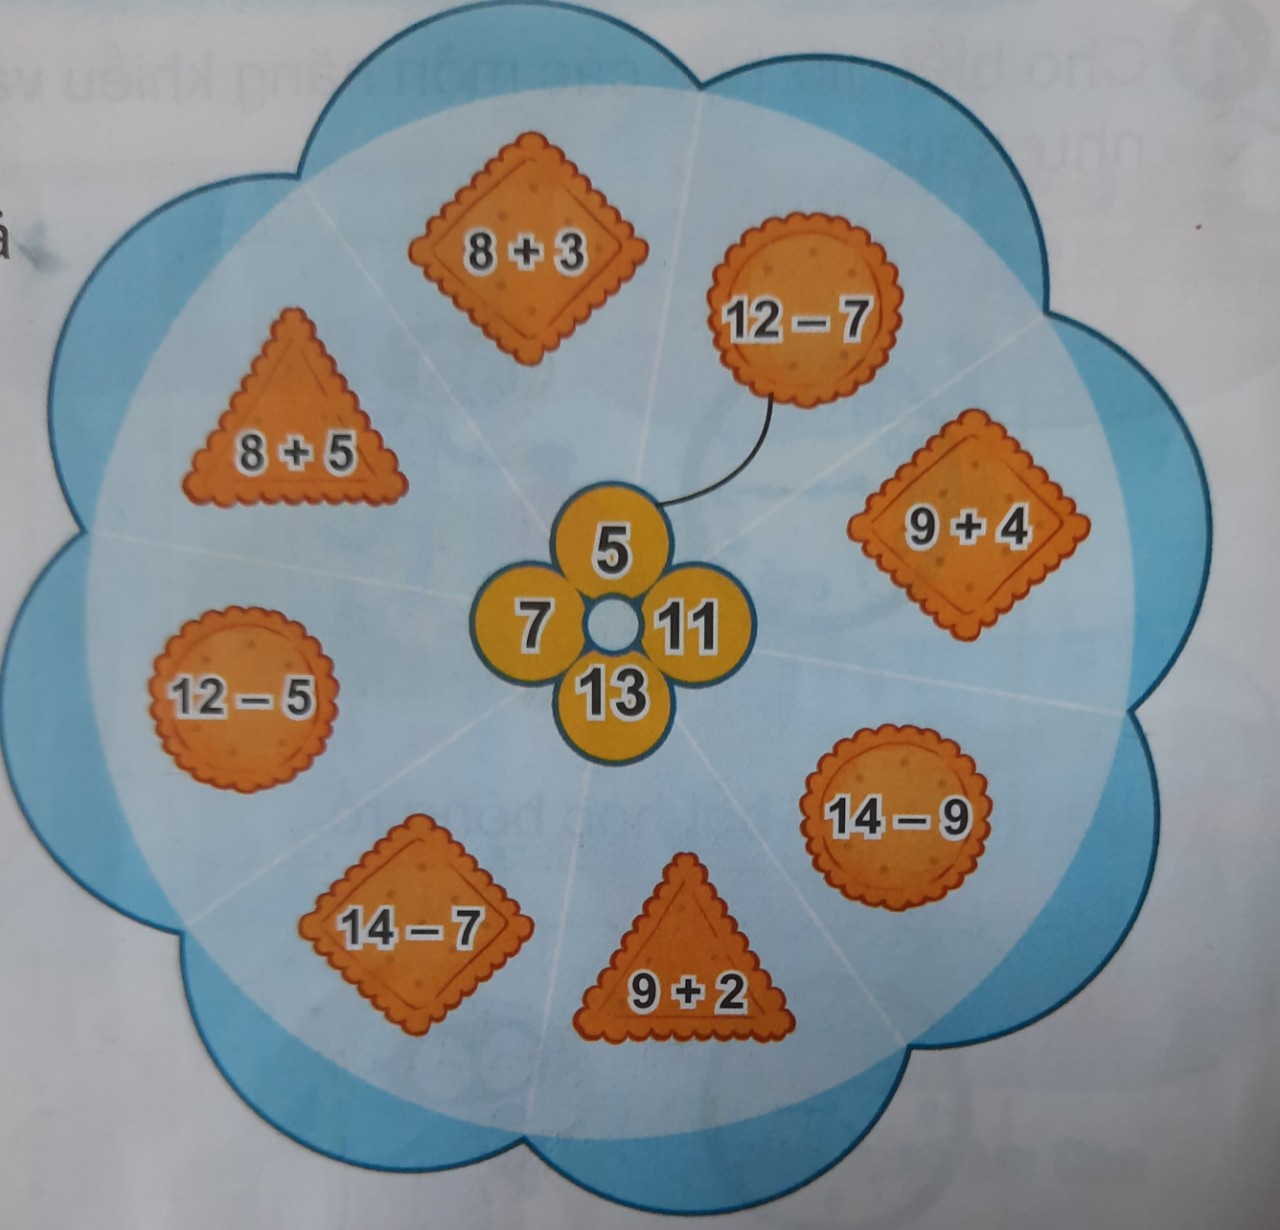 á
8 + 3
12 – 7
8 + 5
9 + 4
5
7
11
13
12 – 5
14 – 9
14 – 7
9 + 2